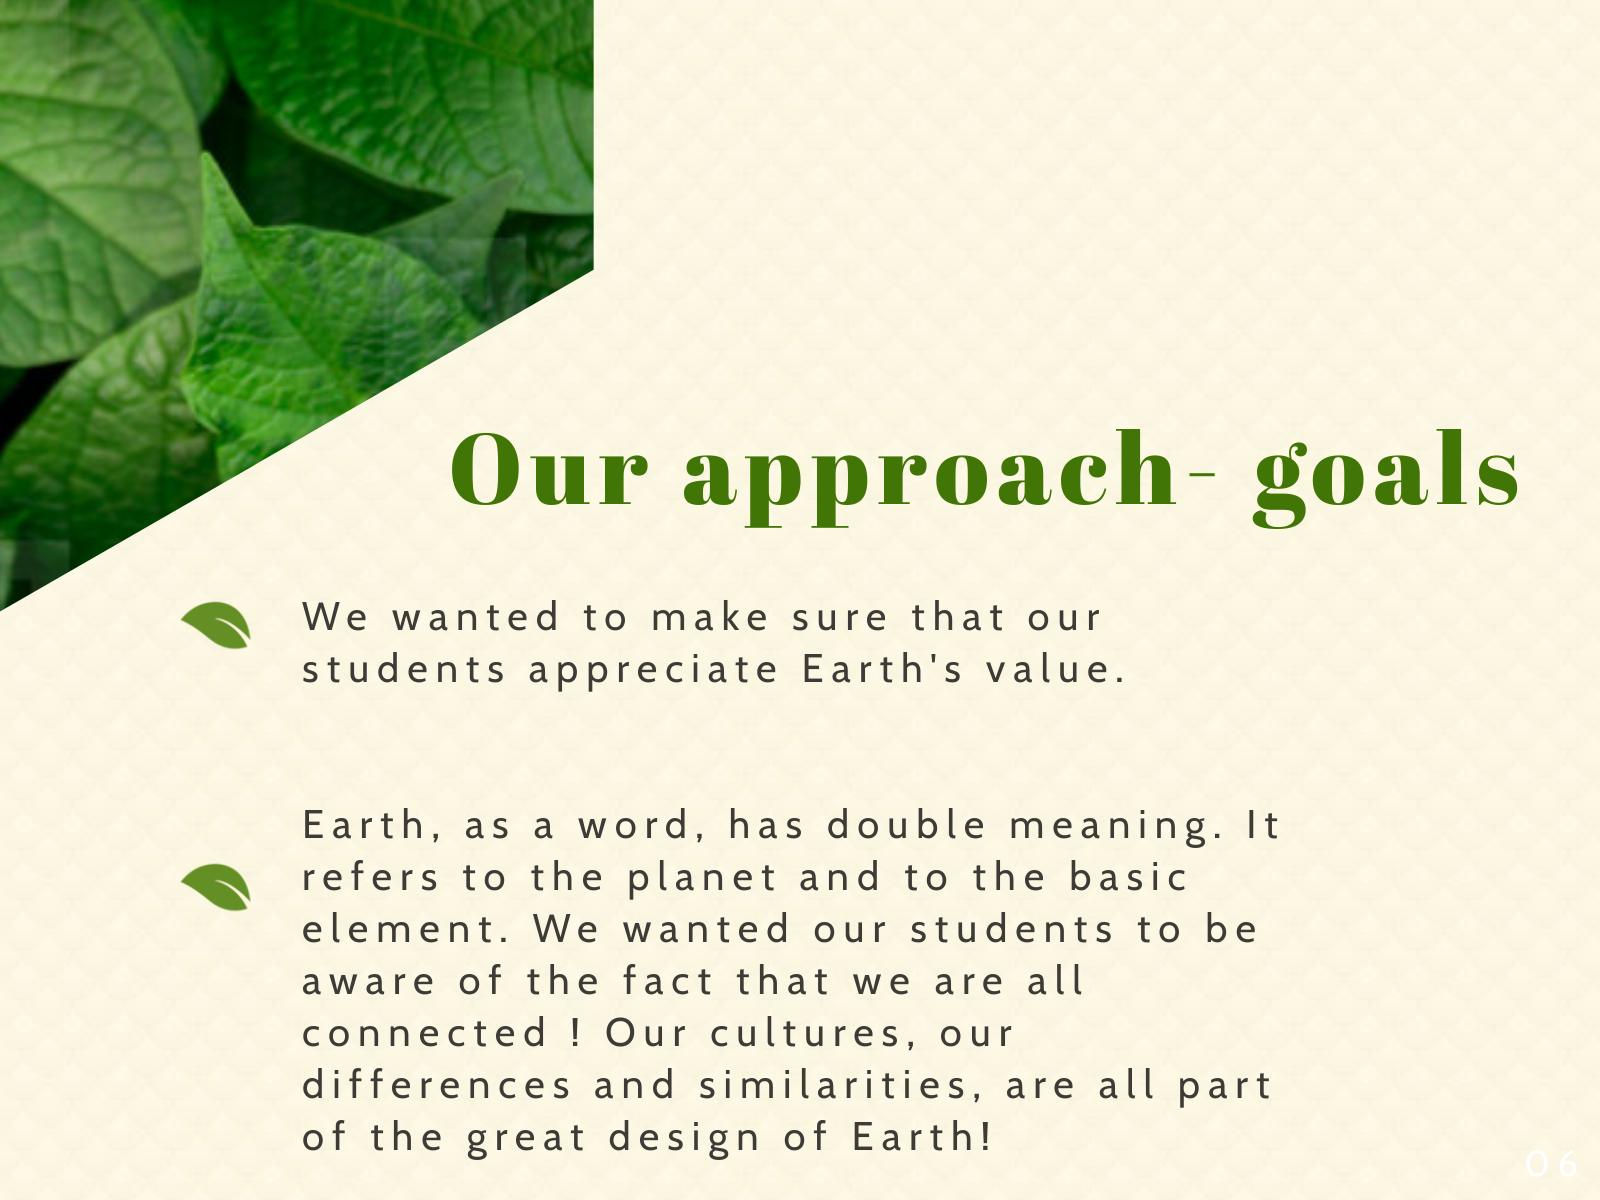 Our approach- goals
We wanted to make sure that our
students appreciate Earth's value.
Earth, as a word, has double meaning. It
refers to the planet and to the basic
element. We wanted our students to be
aware of the fact that we are all
connected ! Our cultures, our
differences and similarities, are all part
of the great design of Earth!
06